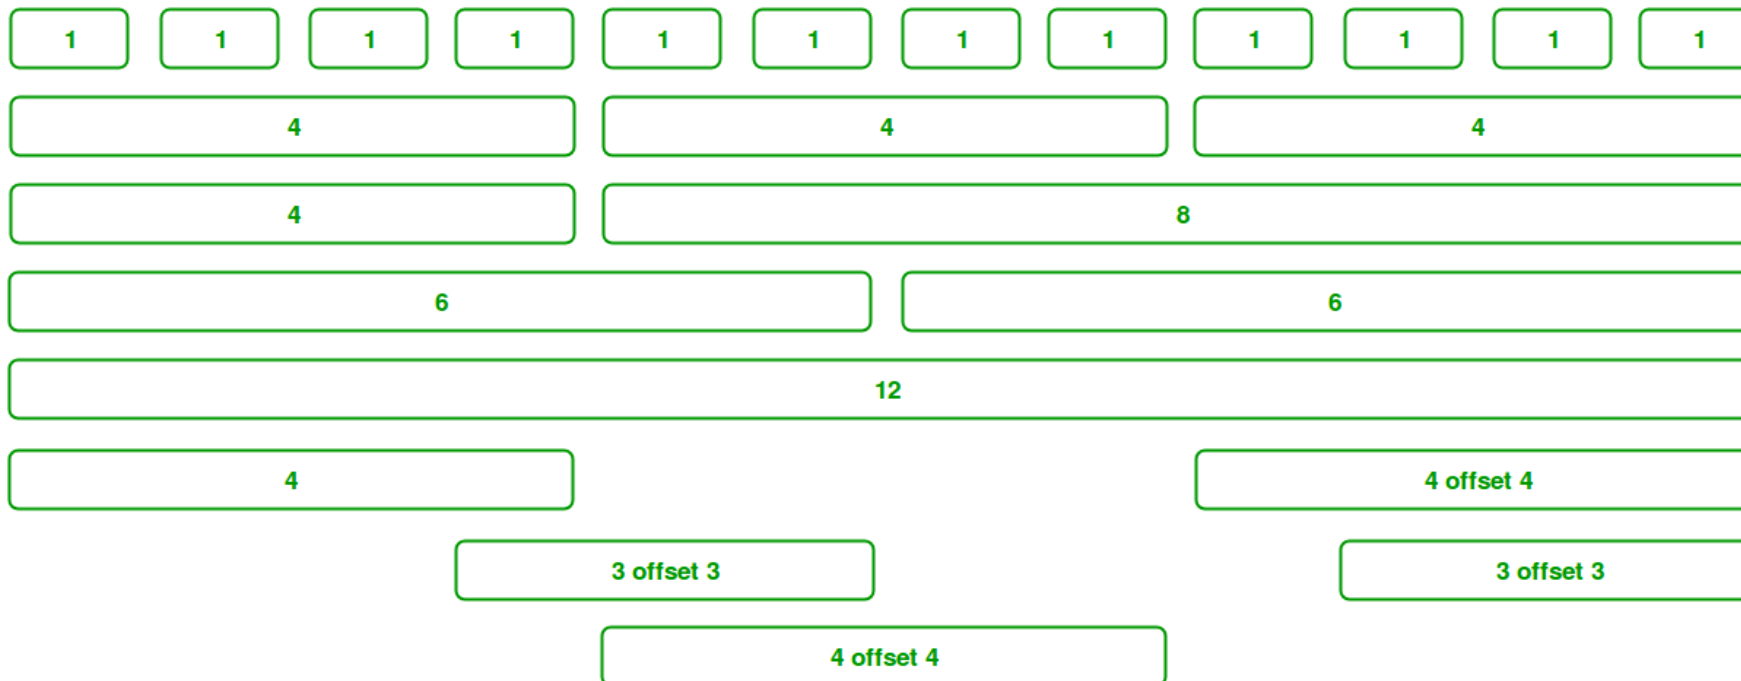 1 1 1 1 1 1 1 1 1 1 1 1
4 4 4
4 8
6 6
12
4 4 offset 4
3 offset 3 3 offset 3
4 offset 4